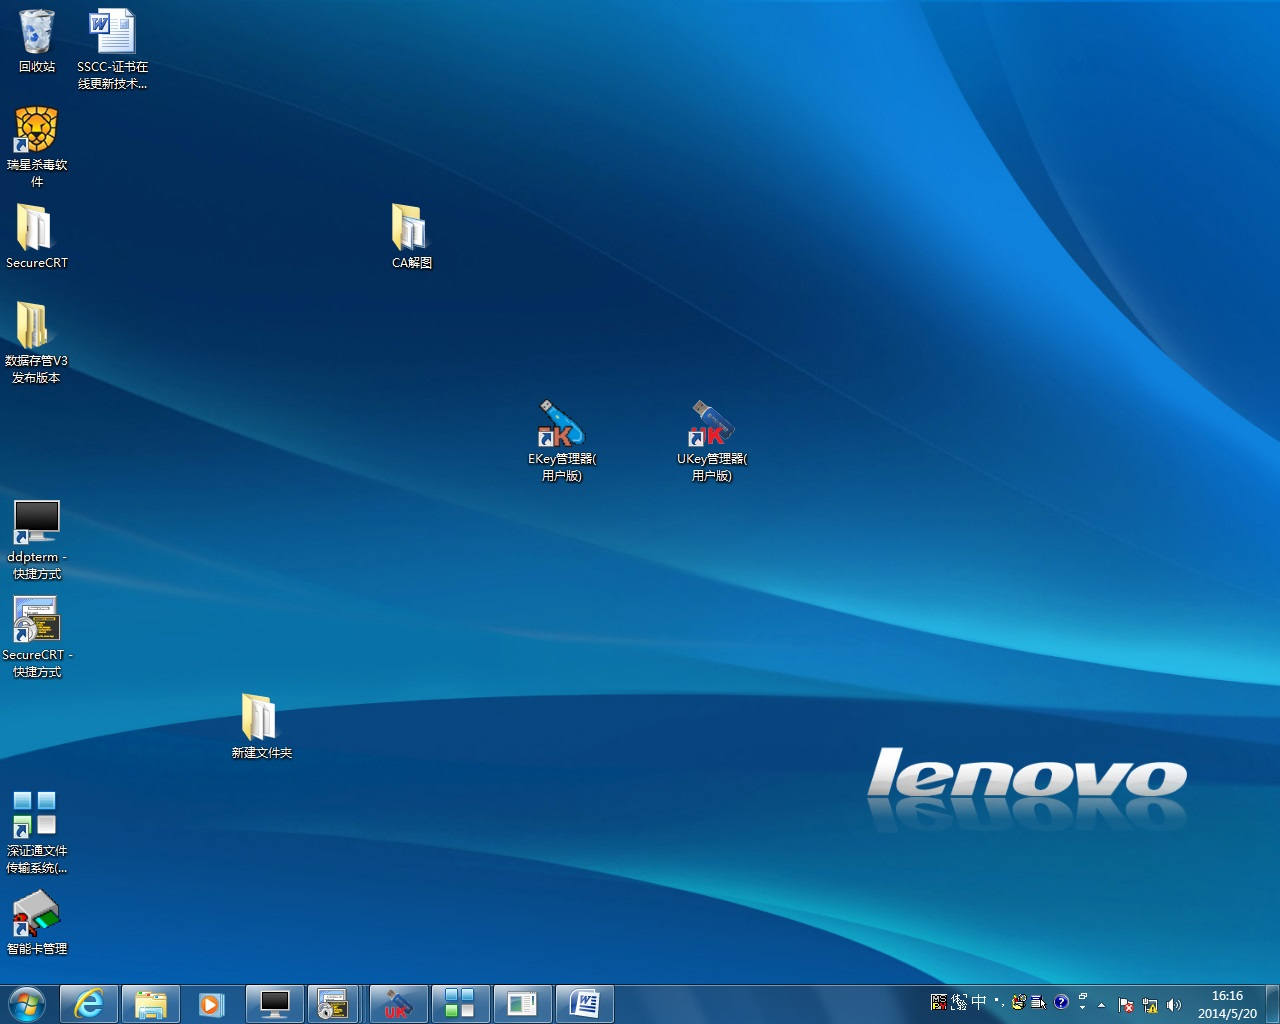 回收站
SSCC-证书在
线更新技术...
瑞星杀毒软
件
SecureCRT
CA解图
数据存管V3
发布版本
EKey管理器(
用户版)
UKey管理器(
用户版)
ddpterm -
快捷方式
SecureCRT -
快捷方式
新建文件夹
lenovo
深证通文件
传输系统(...
智能卡管理
UK
中
16:16
2014/5/20